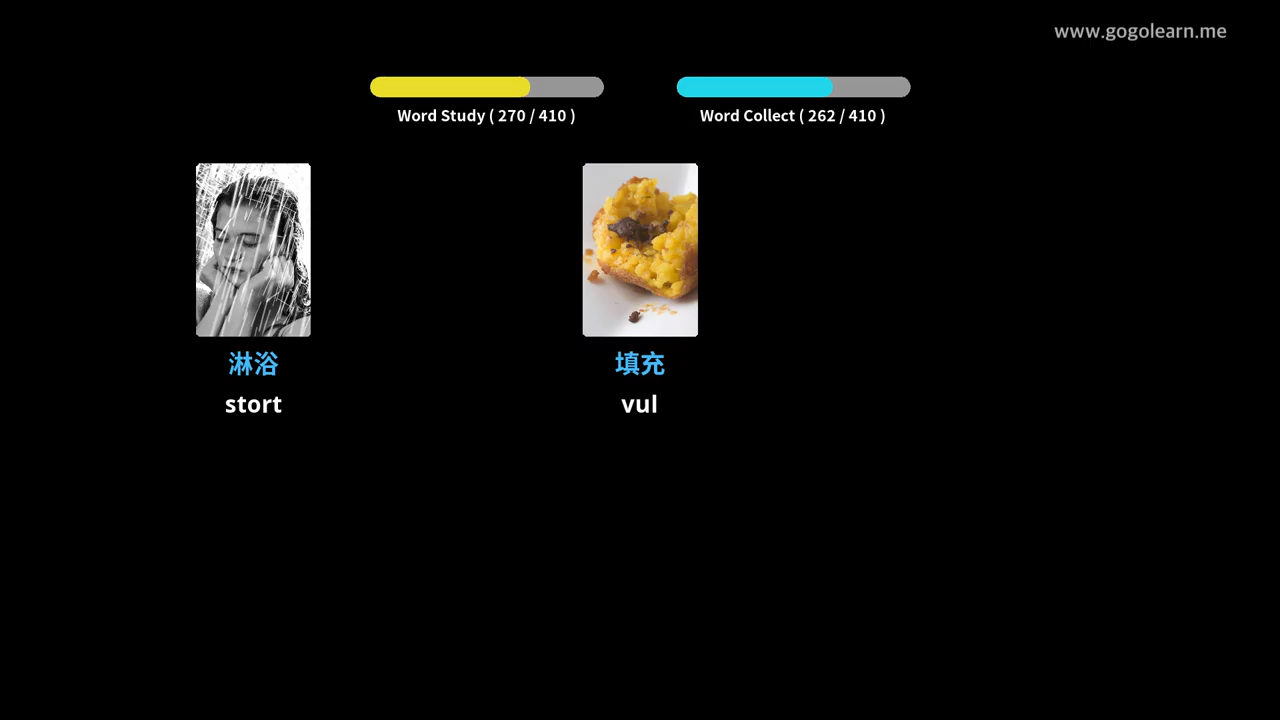 www.gogolearn.me
Word Study ( 270 / 410 )
Word Collect ( 262 / 410 )
淋浴
stort
填充
vul